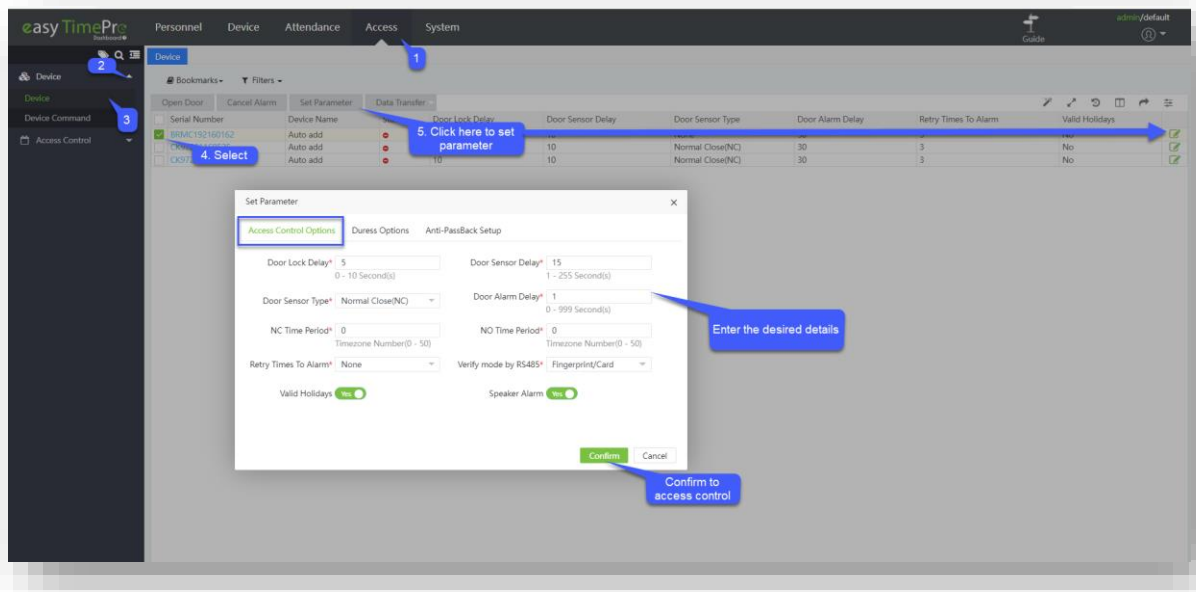 easy TimePro
Dashboard
Personnel Device Attendance Access System
Guide
admin/default
1
2
Device
Device
Device
Device Command
3
Access Control
Bookmarks Filters
Open Door Cancel Alarm Set Parameter Data Transfer
Serial Number Device Name Door Lock Delay Door Sensor Delay Door Sensor Type Door Alarm Delay Retry Times To Alarm Valid Holidays
BRMC192160162 Auto add
Auto add 10 Normal Close(NC) 30 3 No
Auto add 10 10 Normal Close(NC) 30 3 No
4. Select
5. Click here to set
parameter
Set Parameter
Access Control Options Duress Options Anti-PassBack Setup
Door Lock Delay* 5 Door Sensor Delay* 15
0 - 10 Second(s) 1 - 255 Second(s)
Door Sensor Type* Normal Close(NC) Door Alarm Delay* 1
0 - 999 Second(s)
NC Time Period* 0 NO Time Period* 0
Timezone Number(0 - 50) Timezone Number(0 - 50)
Retry Times To Alarm* None Verify mode by RS485* Fingerprint/Card
Valid Holidays Yes Speaker Alarm Yes
Confirm Cancel
Enter the desired details
Confirm to
access control